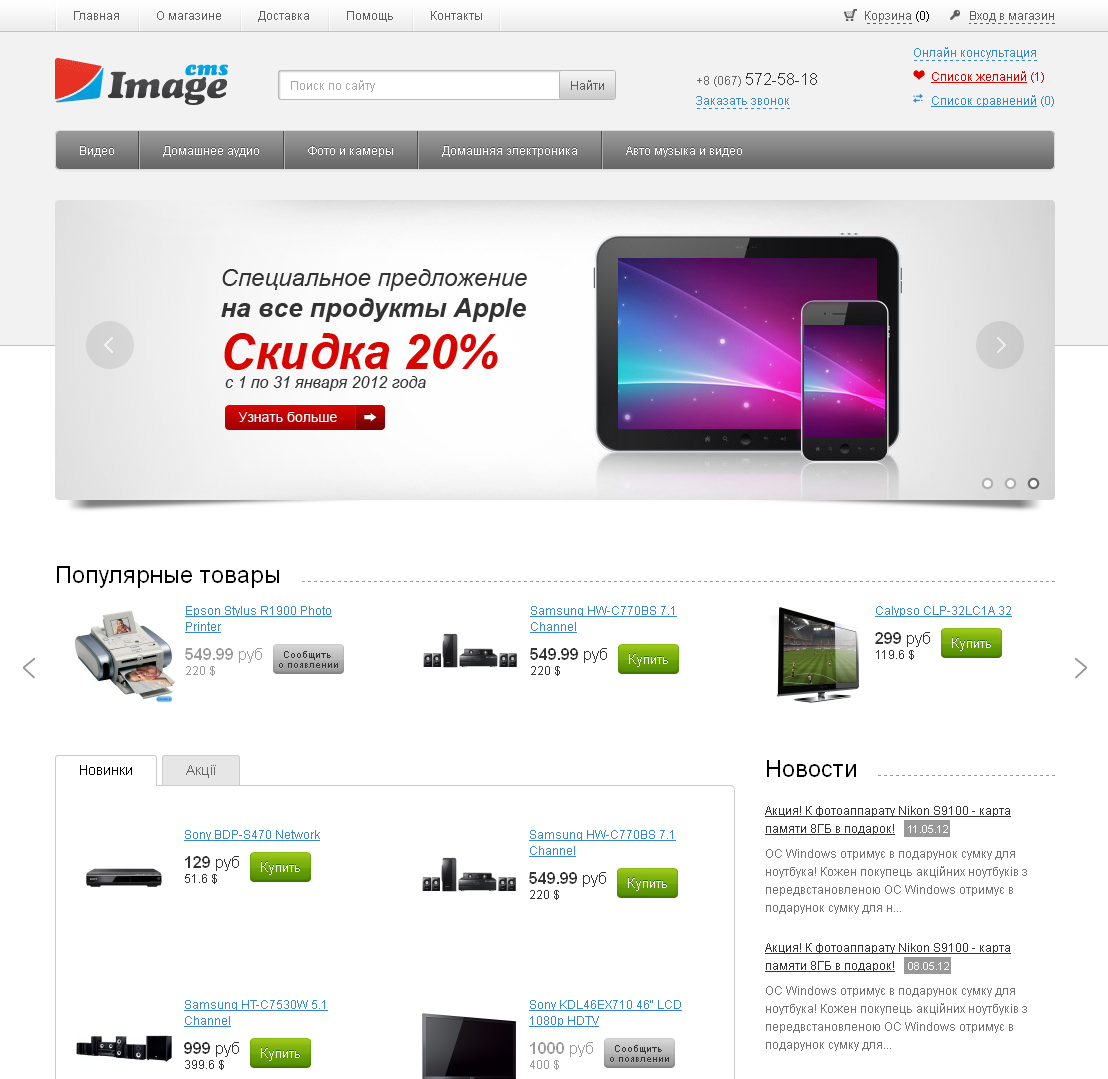 Главная
О магазине
Доставка
Помощь
Контакты
Корзина (0)
Вход в магазин
Image cms
Поиск по сайту
Найти
+8 (067) 572-58-18
Заказать звонок
Онлайн консультация
Список желаний (1)
Список сравнений (0)
Видео
Домашнее аудио
Фото и камеры
Домашняя электроника
Авто музыка и видео
Специальное предложение
на все продукты Apple
Скидка 20%
с 1 по 31 января 2012 года
Узнать больше
Популярные товары
Epson Stylus R1900 Photo
Printer
549.99 руб
220 $
Сообщить
о появлении
Samsung HW-C770BS 7.1
Channel
549.99 руб
220 $
Купить
Calypso CLP-32LC1A 32
299 руб
119.6 $
Купить
Новинки
Акції
Sony BDP-S470 Network
129 руб
51.6 $
Купить
Samsung HW-C770BS 7.1
Channel
549.99 руб
220 $
Купить
Samsung HT-C7530W 5.1
Channel
999 руб
399.6 $
Купить
Sony KDL46EX710 46" LCD
1080p HDTV
1000 руб
400 $
Сообщить
о появлении
Новости
Акция! К фотоаппарату Nikon S9100 - карта
памяти 8ГБ в подарок! 11.05.12
ОС Windows отримує в подарунок сумку для
ноутбука! Кожен покупець акційних ноутбуків з
передвстановленою ОС Windows отримує в
подарунок сумку для н...
Акция! К фотоаппарату Nikon S9100 - карта
памяти 8ГБ в подарок! 08.05.12
ОС Windows отримує в подарунок сумку для
ноутбука! Кожен покупець акційних ноутбуків з
передвстановленою ОС Windows отримує в
подарунок сумку для...